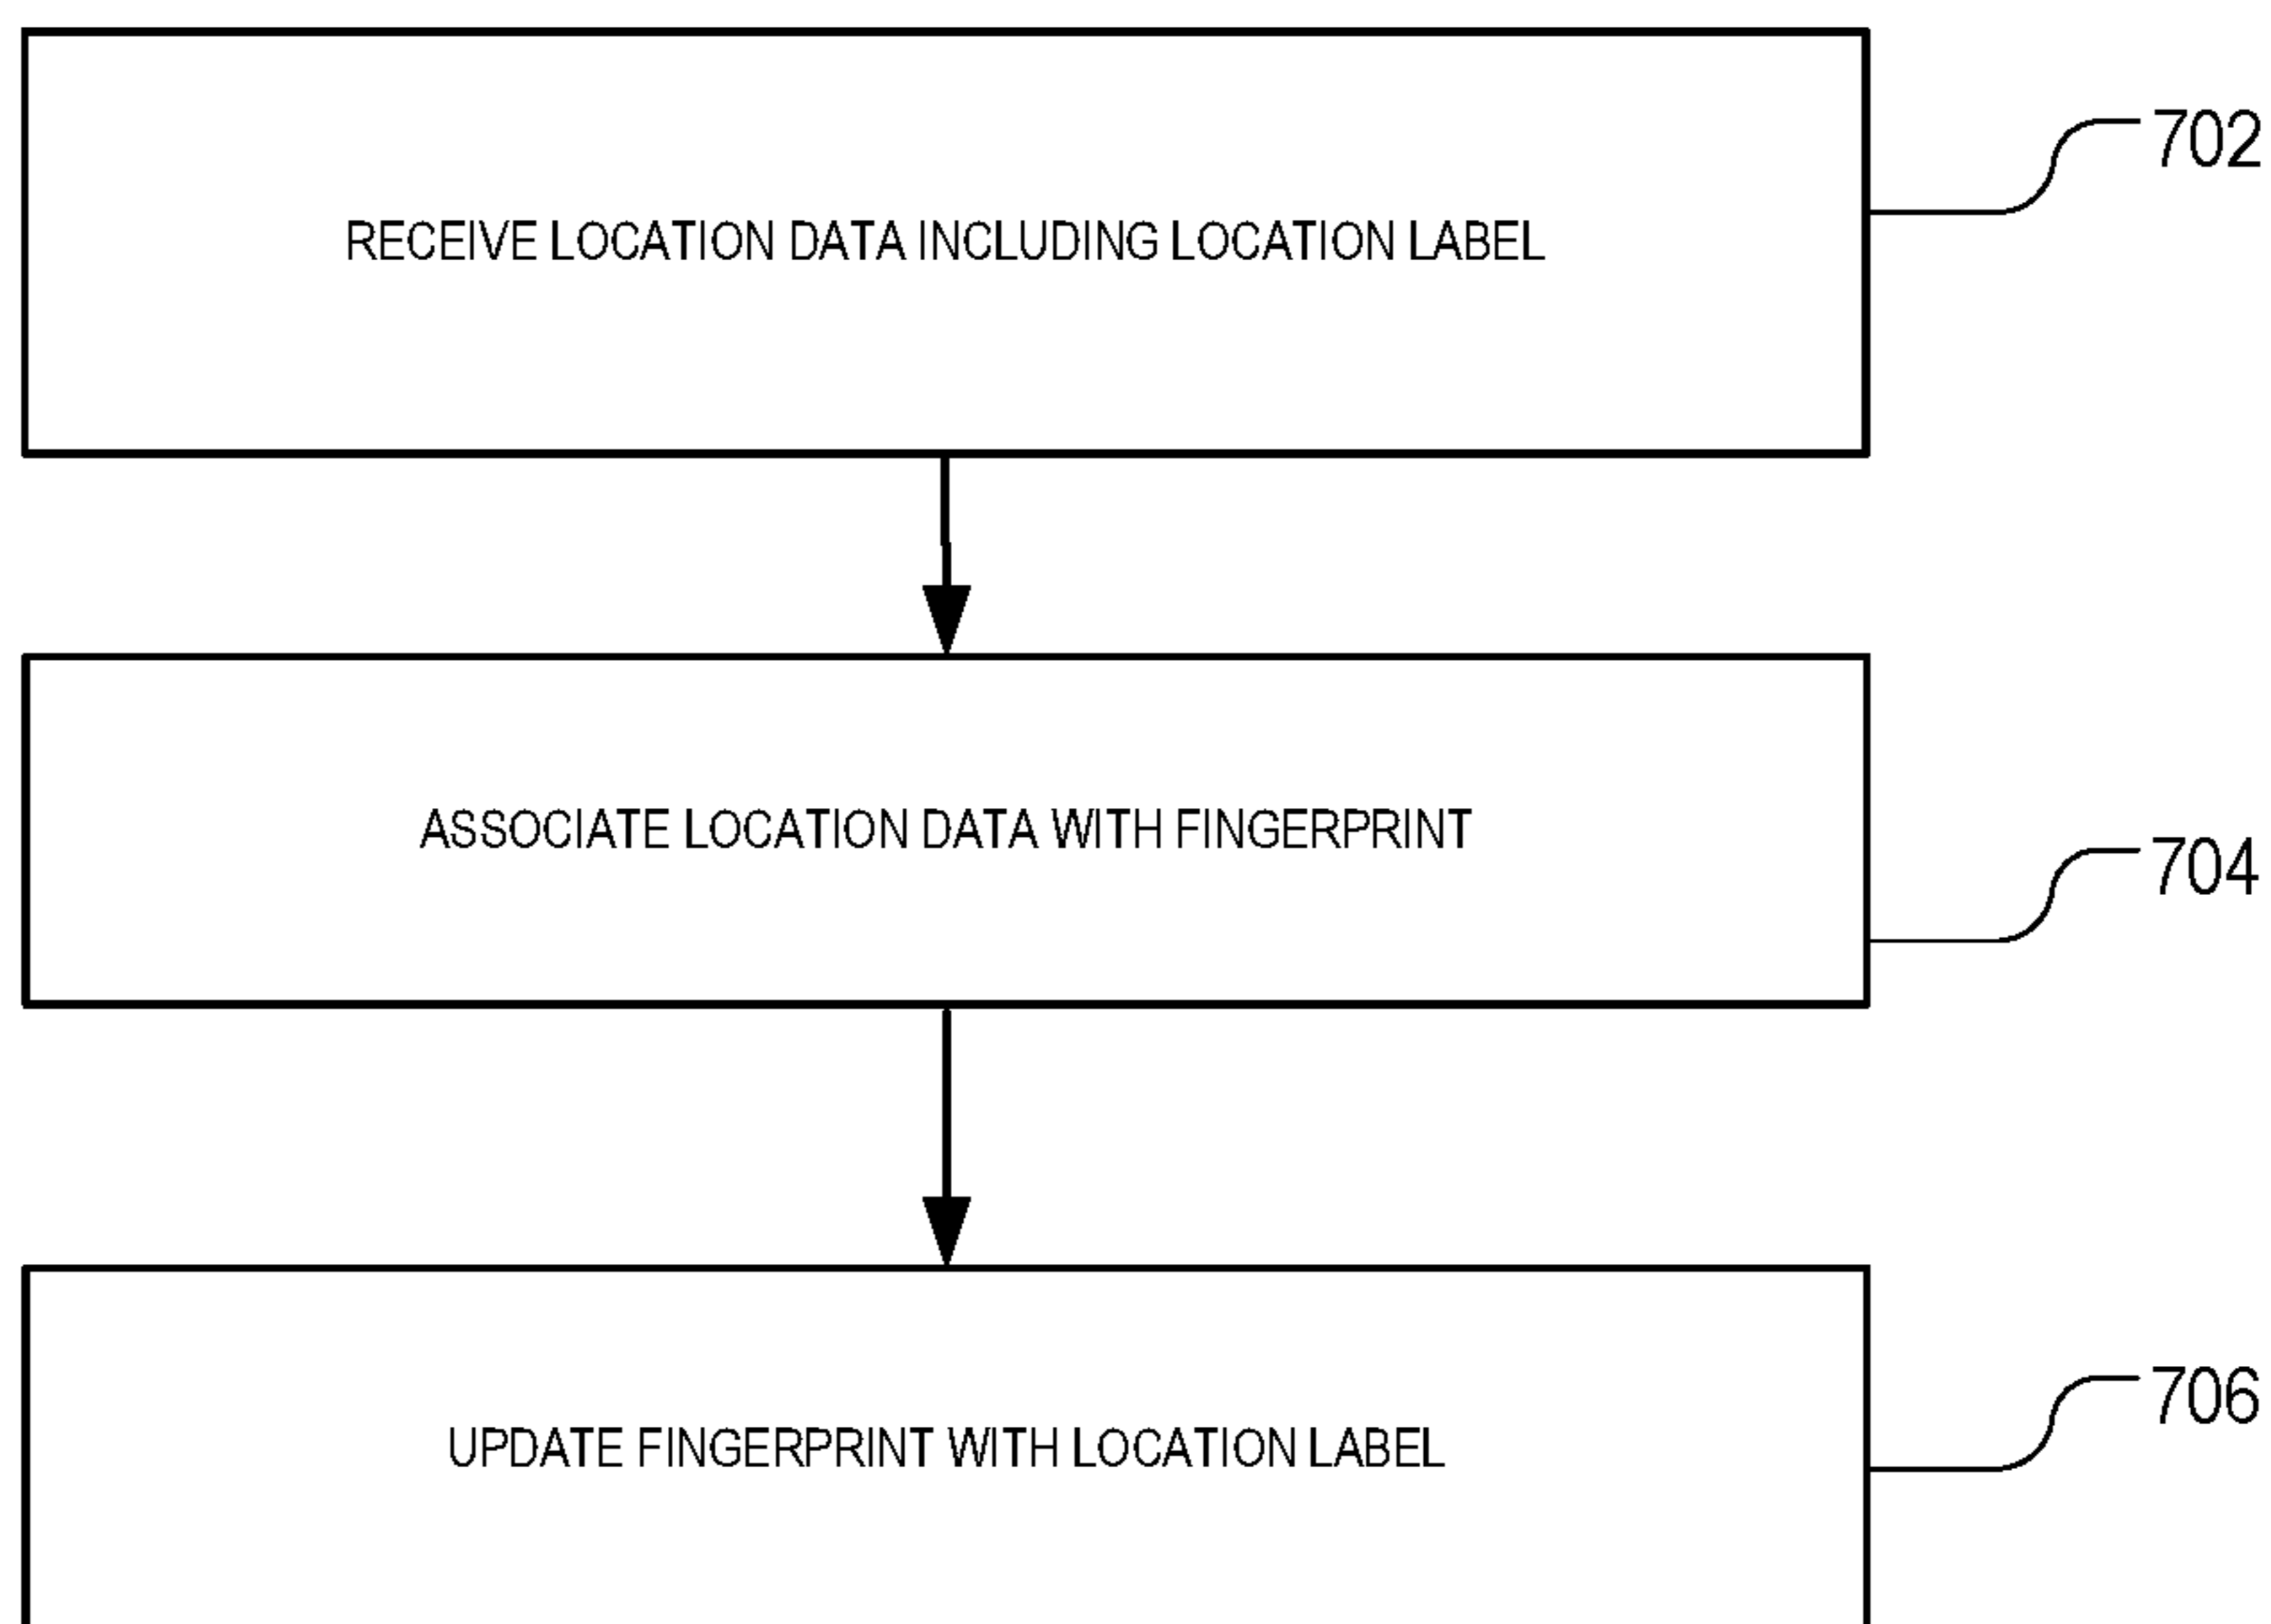 RECEIVE LOCATION DATA INCLUDING LOCATION LABEL
702
ASSOCIATE LOCATION DATA WITH FINGERPRINT
704
UPDATE FINGERPRINT WITH LOCATION LABEL
706